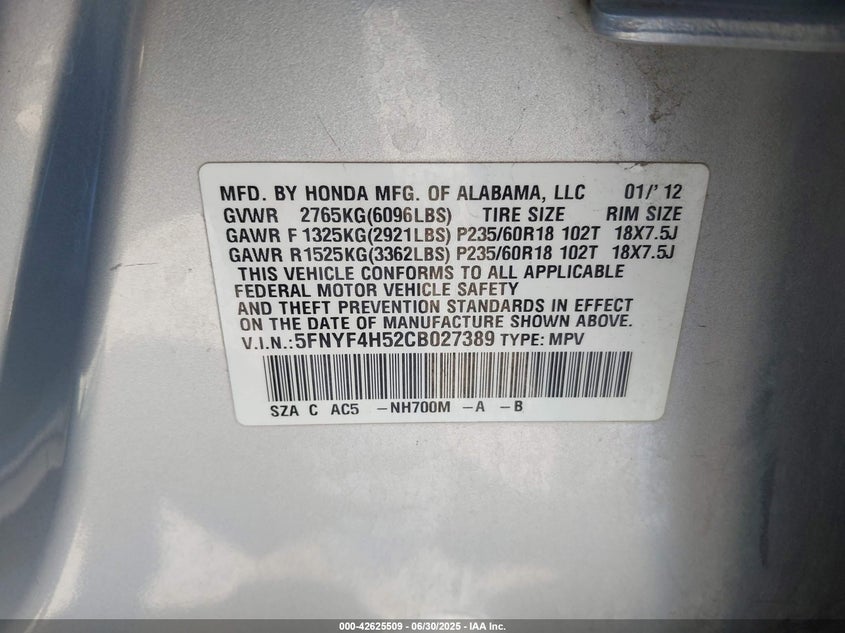 MFD. BY HONDA MFG. OF ALABAMA, LLC 01/'12
GVWR 2765KG(6096LBS) TIRE SIZE RIM SIZE
GAWR F 1325KG(2921LBS) P235/60R18 102T 18X7.5J
GAWR R1525KG(3362LBS) P235/60R18 102T 18X7.5J
THIS VEHICLE CONFORMS TO ALL APPLICABLE
FEDERAL MOTOR VEHICLE SAFETY
AND THEFT PREVENTION STANDARDS IN EFFECT
ON THE DATE OF MANUFACTURE SHOWN ABOVE.
V.I.N.:5FNYF4H52CB027389 TYPE: MPV
SZA C AC5 -NH700M -A -B
000-42625509 - 06/30/2025 - IAA Inc.